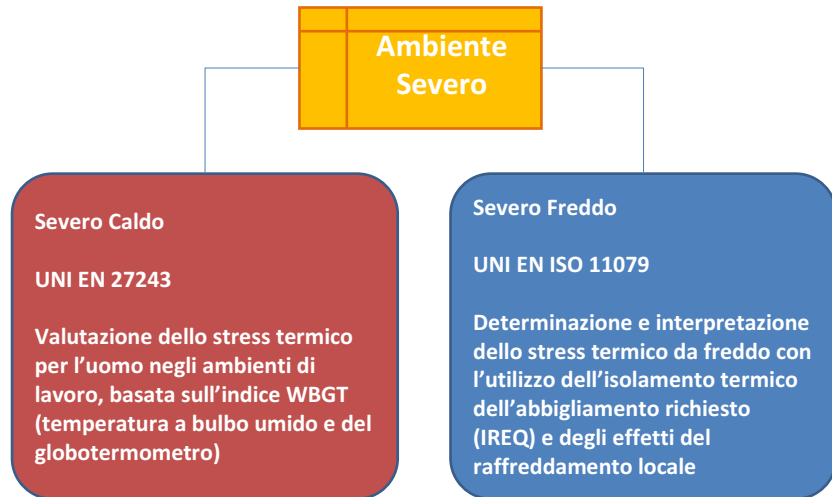 Ambiente
Severo
Severo Caldo
UNI EN 27243
Valutazione dello stress termico
per l’uomo negli ambienti di
lavoro, basata sull’indice WBGT
(temperatura a bulbo umido e del
globotermometro)
Severo Freddo
UNI EN ISO 11079
Determinazione e interpretazione
dello stress termico da freddo con
l’utilizzo dell’isolamento termico
dell’abbigliamento richiesto
(IREQ) e degli effetti del
raffreddamento locale